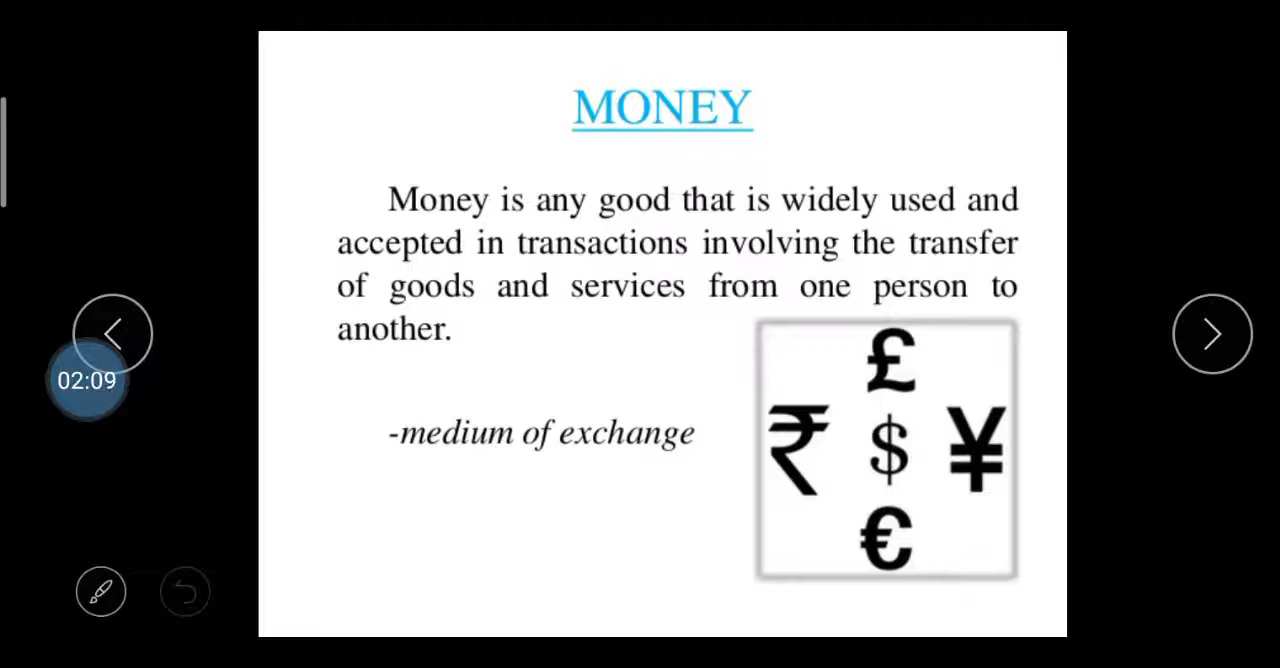 MONEY
Money is any good that is widely used and
accepted in transactions involving the transfer
of goods and services from one person to
another.
£
₹ $ ¥
€
02:09
-medium of exchange